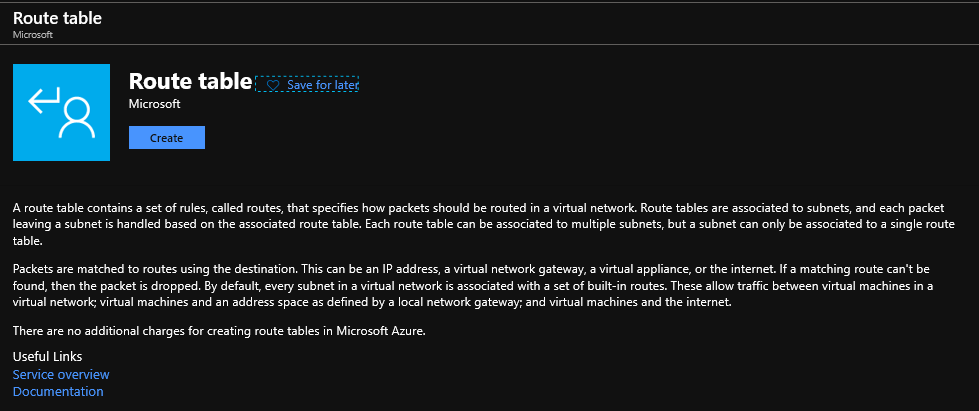 Route table
Microsoft
Route table
Save for later
Microsoft
Create
A route table contains a set of rules, called routes, that specifies how packets should be routed in a virtual network. Route tables are associated to subnets, and each packet
leaving a subnet is handled based on the associated route table. Each route table can be associated to multiple subnets, but a subnet can only be associated to a single route
table.
Packets are matched to routes using the destination. This can be an IP address, a virtual network gateway, a virtual appliance, or the internet. If a matching route can't be
found, then the packet is dropped. By default, every subnet in a virtual network is associated with a set of built-in routes. These allow traffic between virtual machines in a
virtual network; virtual machines and an address space as defined by a local network gateway; and virtual machines and the internet.
There are no additional charges for creating route tables in Microsoft Azure.
Useful Links
Service overview
Documentation